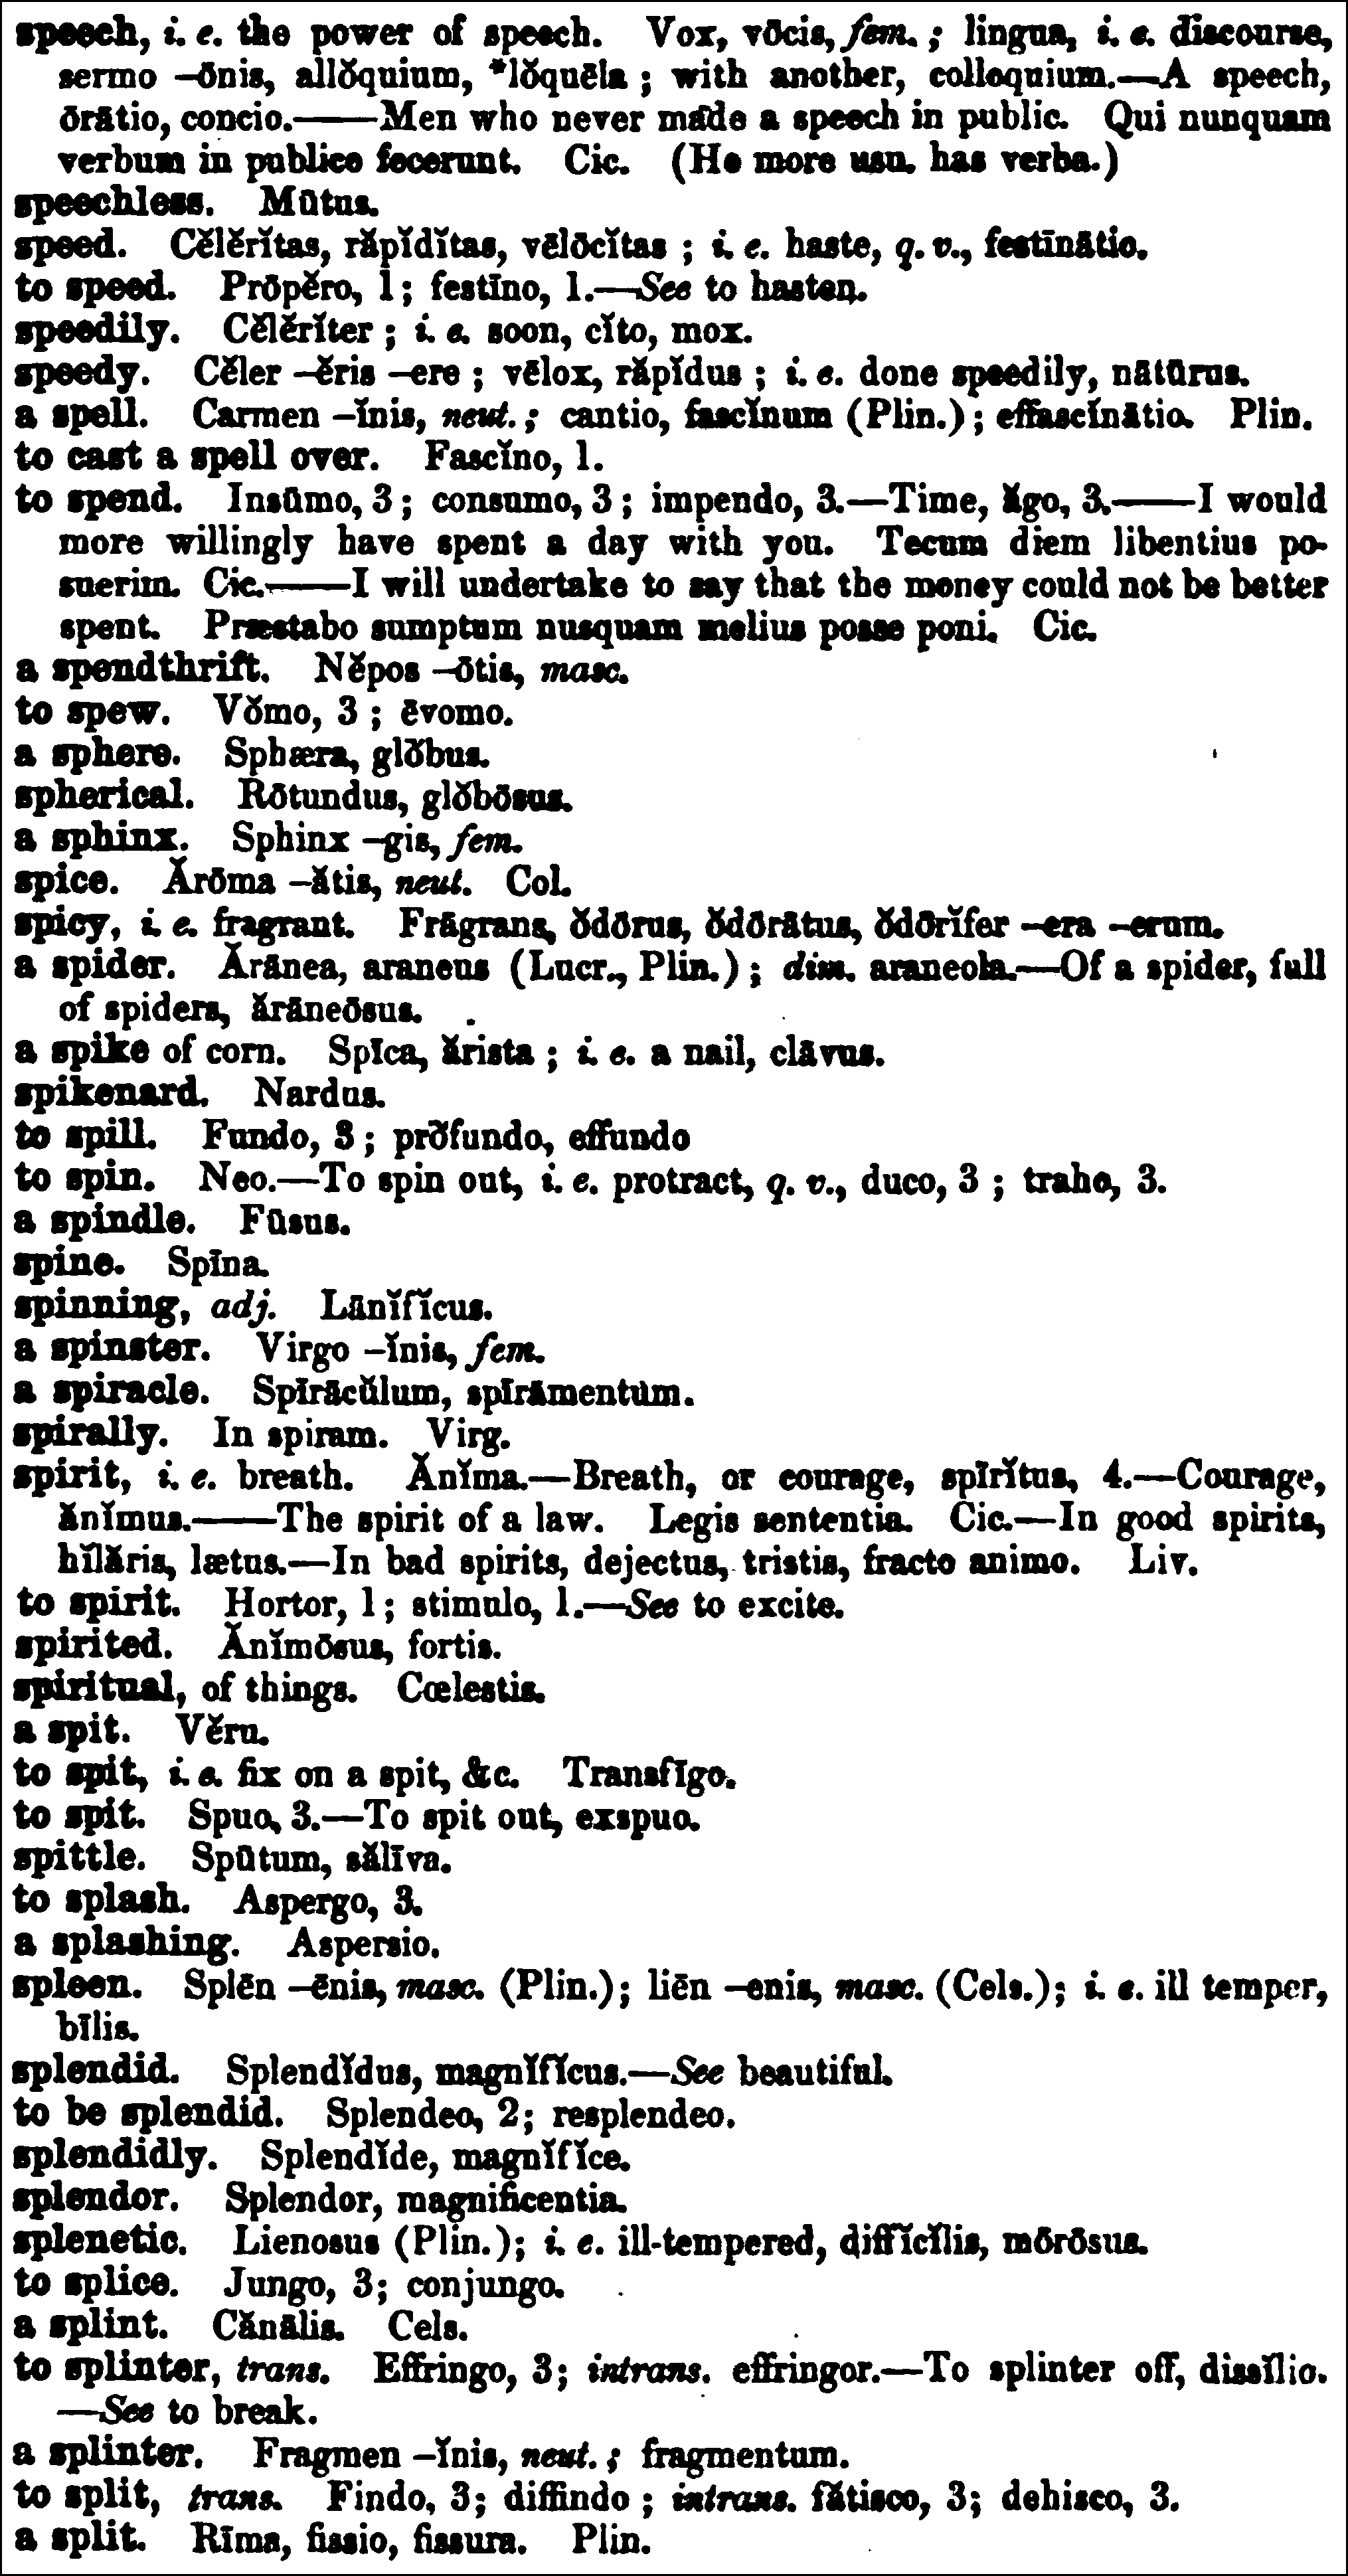 speech, i. e. the power of speech. Vox, vōcis, fem. ; lingua, i. e. discourse,
sermo –ōnis, allŏquium, *lŏquēla ; with another, colloquium.—A speech,
ōrātio, concio.——Men who never made a speech in public. Qui nunquam
verbum in publico fecerunt. Cic. (He more usu. has verba.)
speechless. Mūtus.
speed. Cĕlĕrĭtas, răpĭdĭtas, vēlōcĭtas ; i. e. haste, q. v., festīnātio.
to speed. Prŏpĕro, 1; festīno, 1.—See to hasten.
speedily. Cĕlĕrĭter ; i. e. soon, cĭto, mox.
speedy. Cĕler –ĕris –ere ; vēlox, răpĭdus ; i. e. done speedily, nātūrus.
a spell. Carmen –ĭnis, neut. ; cantio, fascĭnum (Plin.) ; effascĭnātio. Plin.
to cast a spell over. Fascĭno, 1.
to spend. Insūmo, 3 ; consumo, 3 ; impendo, 3.—Time, ăgo, 3.——I would
more willingly have spent a day with you. Tecum diem libentius po-
suerim. Cic.——I will undertake to say that the money could not be better
spent. Præstabo sumptum nusquam melius posse poni. Cic.
a spendthrift. Nĕpos –ōtis, masc.
to spew. Vŏmo, 3 ; ēvomo.
a sphere. Sphæra, glŏbus.
spherical. Rŏtundus, glŏbōsus.
a sphinx. Sphinx –gis, fem.
spice. Ărōma –ătis, neut. Col.
spicy, i. e. fragrant. Frāgrans, ŏdōrus, ŏdōrātus, ŏdōrĭfer –era –erum.
a spider. Ărānea, araneus (Lucr., Plin.) ; dim. araneola.—Of a spider, full
of spiders, ărāneōsus.
a spike of corn. Spīca, ărista ; i. e. a nail, clāvus.
spikenard. Nardus.
to spill. Fundo, 3 ; prŏfundo, effundo
to spin. Neo.—To spin out, i. e. protract, q. v., duco, 3 ; traho, 3.
a spindle. Fūsus.
spine. Spīna.
spinning, adj. Lānĭfĭcus.
a spinster. Virgo –ĭnis, fem.
a spiracle. Spīrācŭlum, spīrāmentum.
spirally. In spiram. Virg.
spirit, i. e. breath. Ănĭma.—Breath, or courage, spīrĭtus, 4.—Courage,
ănĭmus.——The spirit of a law. Legis sententia. Cic.—In good spirits,
hĭlăris, lætus.—In bad spirits, dejectus, tristis, fracto animo. Liv.
to spirit. Hortor, 1 ; stimulo, 1.—See to excite.
spirited. Ănĭmōsus, fortis.
spiritual, of things. Cœlestis.
a spit. Vĕru.
to spit, i. e. fix on a spit, &c. Transfīgo.
to spit. Spuo, 3.—To spit out, exspuo.
spittle. Spūtum, sălīva.
to splash. Aspergo, 3.
a splashing. Aspersio.
spleen. Splēn –ēnis, masc. (Plin.) ; liēn –enis, masc. (Cels.) ; i. e. ill temper,
bīlis.
splendid. Splendĭdus, magnĭfĭcus.—See beautiful.
to be splendid. Splendeo, 2; resplendeo.
splendidly. Splendĭde, magnĭfĭce.
splendor. Splendor, magnificentia.
splenetic. Lienosus (Plin.) ; i. e. ill-tempered, diffĭcĭlis, mōrōsus.
to splice. Jungo, 3; conjungo.
a splint. Cănālis. Cels.
to splinter, trans. Effringo, 3; intrans. effringor.—To splinter off, dissĭlio.
—See to break.
a splinter. Fragmen –ĭnis, neut. ; fragmentum.
to split, trans. Findo, 3; diffindo ; intrans. fătisco, 3; dehisco, 3.
a split. Rīma, fissio, fissura. Plin.